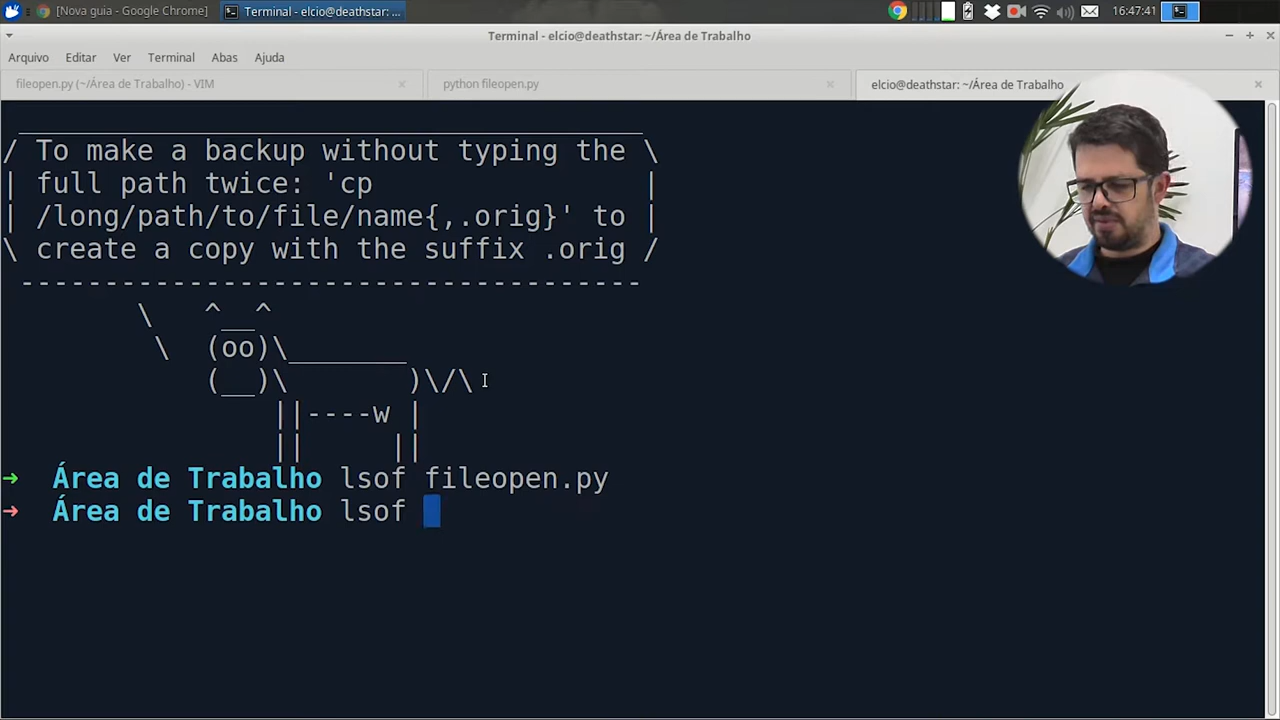 [Nova guia - Google Chrome]
Terminal - elcio@deathstar: ...
16:47:41
Terminal - elcio@deathstar: ~/Área de Trabalho
Arquivo Editar Ver Terminal Abas Ajuda
fileopen.py (~/Área de Trabalho) - VIM
python fileopen.py
elcio@deathstar: ~/Área de Trabalho
_____________________________________
/ To make a backup without typing the \
| full path twice: 'cp                |
| /long/path/to/file/name{,.orig}' to |
\ create a copy with the suffix .orig /
-------------------------------------
\   ^__^
\  (oo)\_______
(__)\       )\/\
||----w |
||     ||
➜  Área de Trabalho lsof fileopen.py
➜  Área de Trabalho lsof